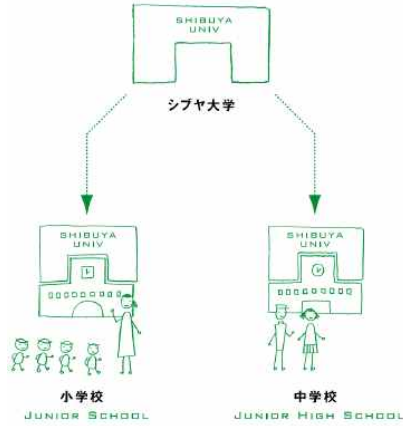 SHIBUYA
UNIV
シブヤ大学
SHIBUYA
UNIV
小学校
JUNIOR SCHOOL
SHIBUYA
UNIV
中学校
JUNIOR HIGH SCHOOL